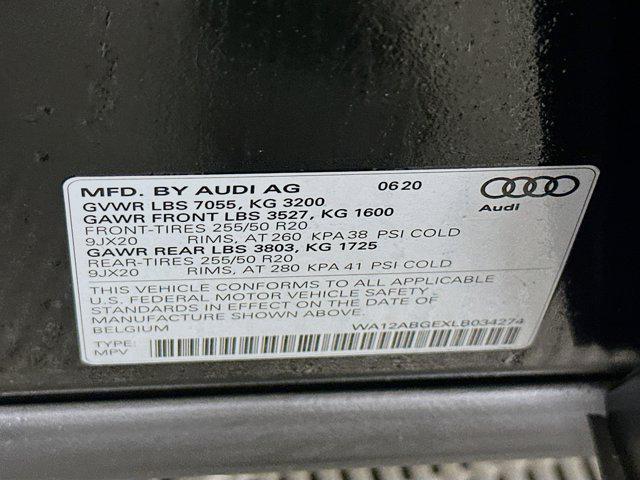 MFD. BY AUDI AG 06 20
GVWR LBS 7055, KG 3200
GAWR FRONT LBS 3527, KG 1600
FRONT-TIRES 255/50 R20
9JX20 RIMS, AT 260 KPA 38 PSI COLD
GAWR REAR LBS 3803, KG 1725
REAR-TIRES 255/50 R20
9JX20 RIMS, AT 280 KPA 41 PSI COLD
Audi
THIS VEHICLE CONFORMS TO ALL APPLICABLE
U.S. FEDERAL MOTOR VEHICLE SAFETY
STANDARDS IN EFFECT ON THE DATE OF
MANUFACTURE SHOWN ABOVE.
BELGIUM WA12ABGEXLB034274
TYPE:
MPV